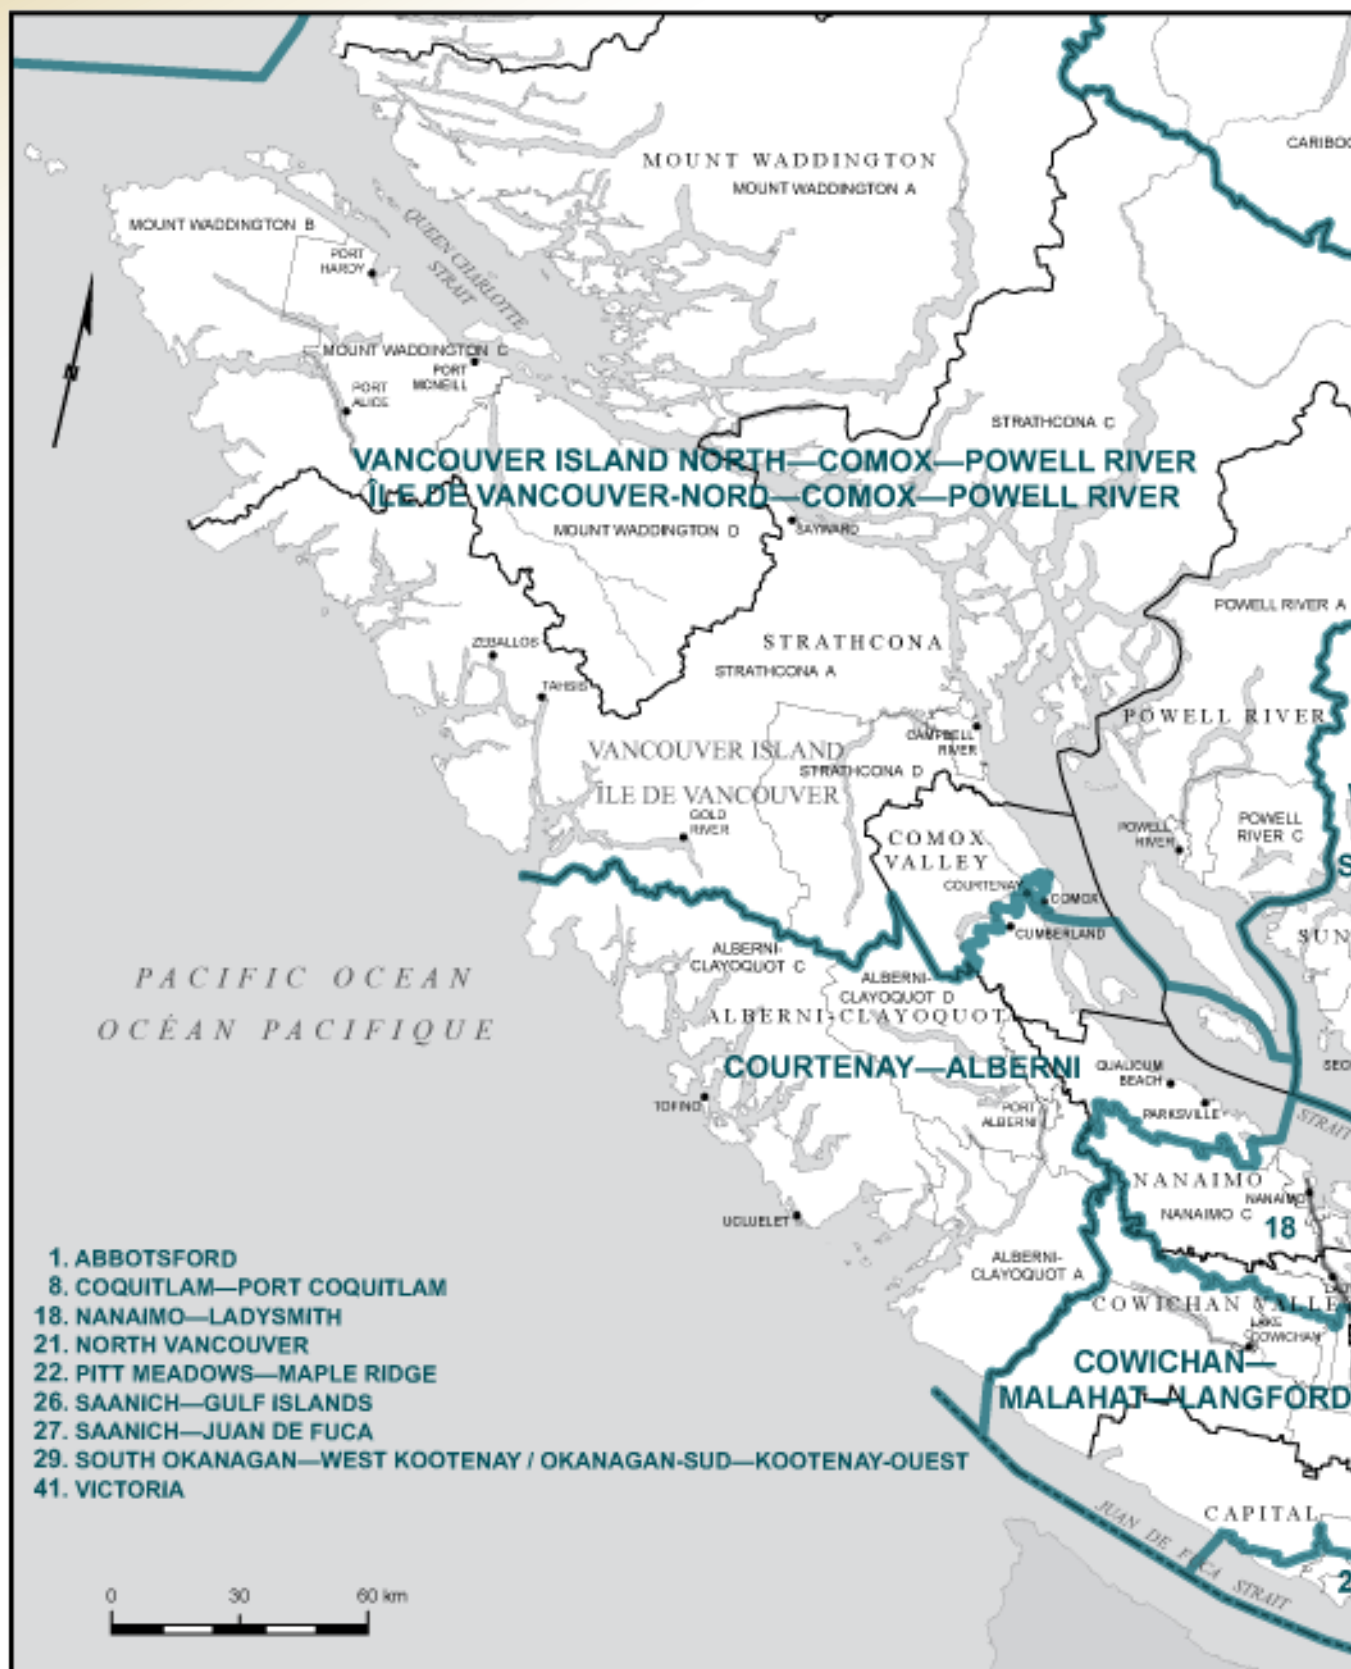 CARIBOO
MOUNT WADDINGTON
MOUNT WADDINGTON A
MOUNT WADDINGTON B
QUEEN CHARLOTTE
STRAIT
PORT
HARDY
N
MOUNT WADDINGTON C
PORT
MCNEILL
PORT
ALICE
STRATHCONA C
VANCOUVER ISLAND NORTH—COMOX—POWELL RIVER
ÎLE DE VANCOUVER-NORD—COMOX—POWELL RIVER
MOUNT WADDINGTON D
SAYWARD
POWELL RIVER A
ZEBALLOS
STRATHCONA
STRATHCONA A
TAHSIS
POWELL RIVER
CAMPBELL
RIVER
VANCOUVER ISLAND
STRATHCONA D
ÎLE DE VANCOUVER
GOLD
RIVER
POWELL
RIVER
POWELL
RIVER C
COMOX
VALLEY
COURTENAY
COMOX
CUMBERLAND
S
SUN
ALBERNI-
CLAYOQUOT C
ALBERNI-
CLAYOQUOT D
ALBERNI-CLAYOQUOT
PACIFIC OCEAN
OCÉAN PACIFIQUE
COURTENAY—ALBERNI
QUALICUM
BEACH
SEC
TOFINO
PORT
ALBERNI
PARKSVILLE
STRAIT
NANAIMO
NANAIMO
NANAIMO C
18
UCLUELET
ALBERNI-
CLAYOQUOT A
COWICHAN VALLE
LAKE
COWICHAN
COWICHAN—
MALAHAT—LANGFORD
1. ABBOTSFORD
8. COQUITLAM—PORT COQUITLAM
18. NANAIMO—LADYSMITH
21. NORTH VANCOUVER
22. PITT MEADOWS—MAPLE RIDGE
26. SAANICH—GULF ISLANDS
27. SAANICH—JUAN DE FUCA
29. SOUTH OKANAGAN—WEST KOOTENAY / OKANAGAN-SUD—KOOTENAY-OUEST
41. VICTORIA
CAPITAL
JUAN DE FUCA STRAIT
2
0 30 60 km